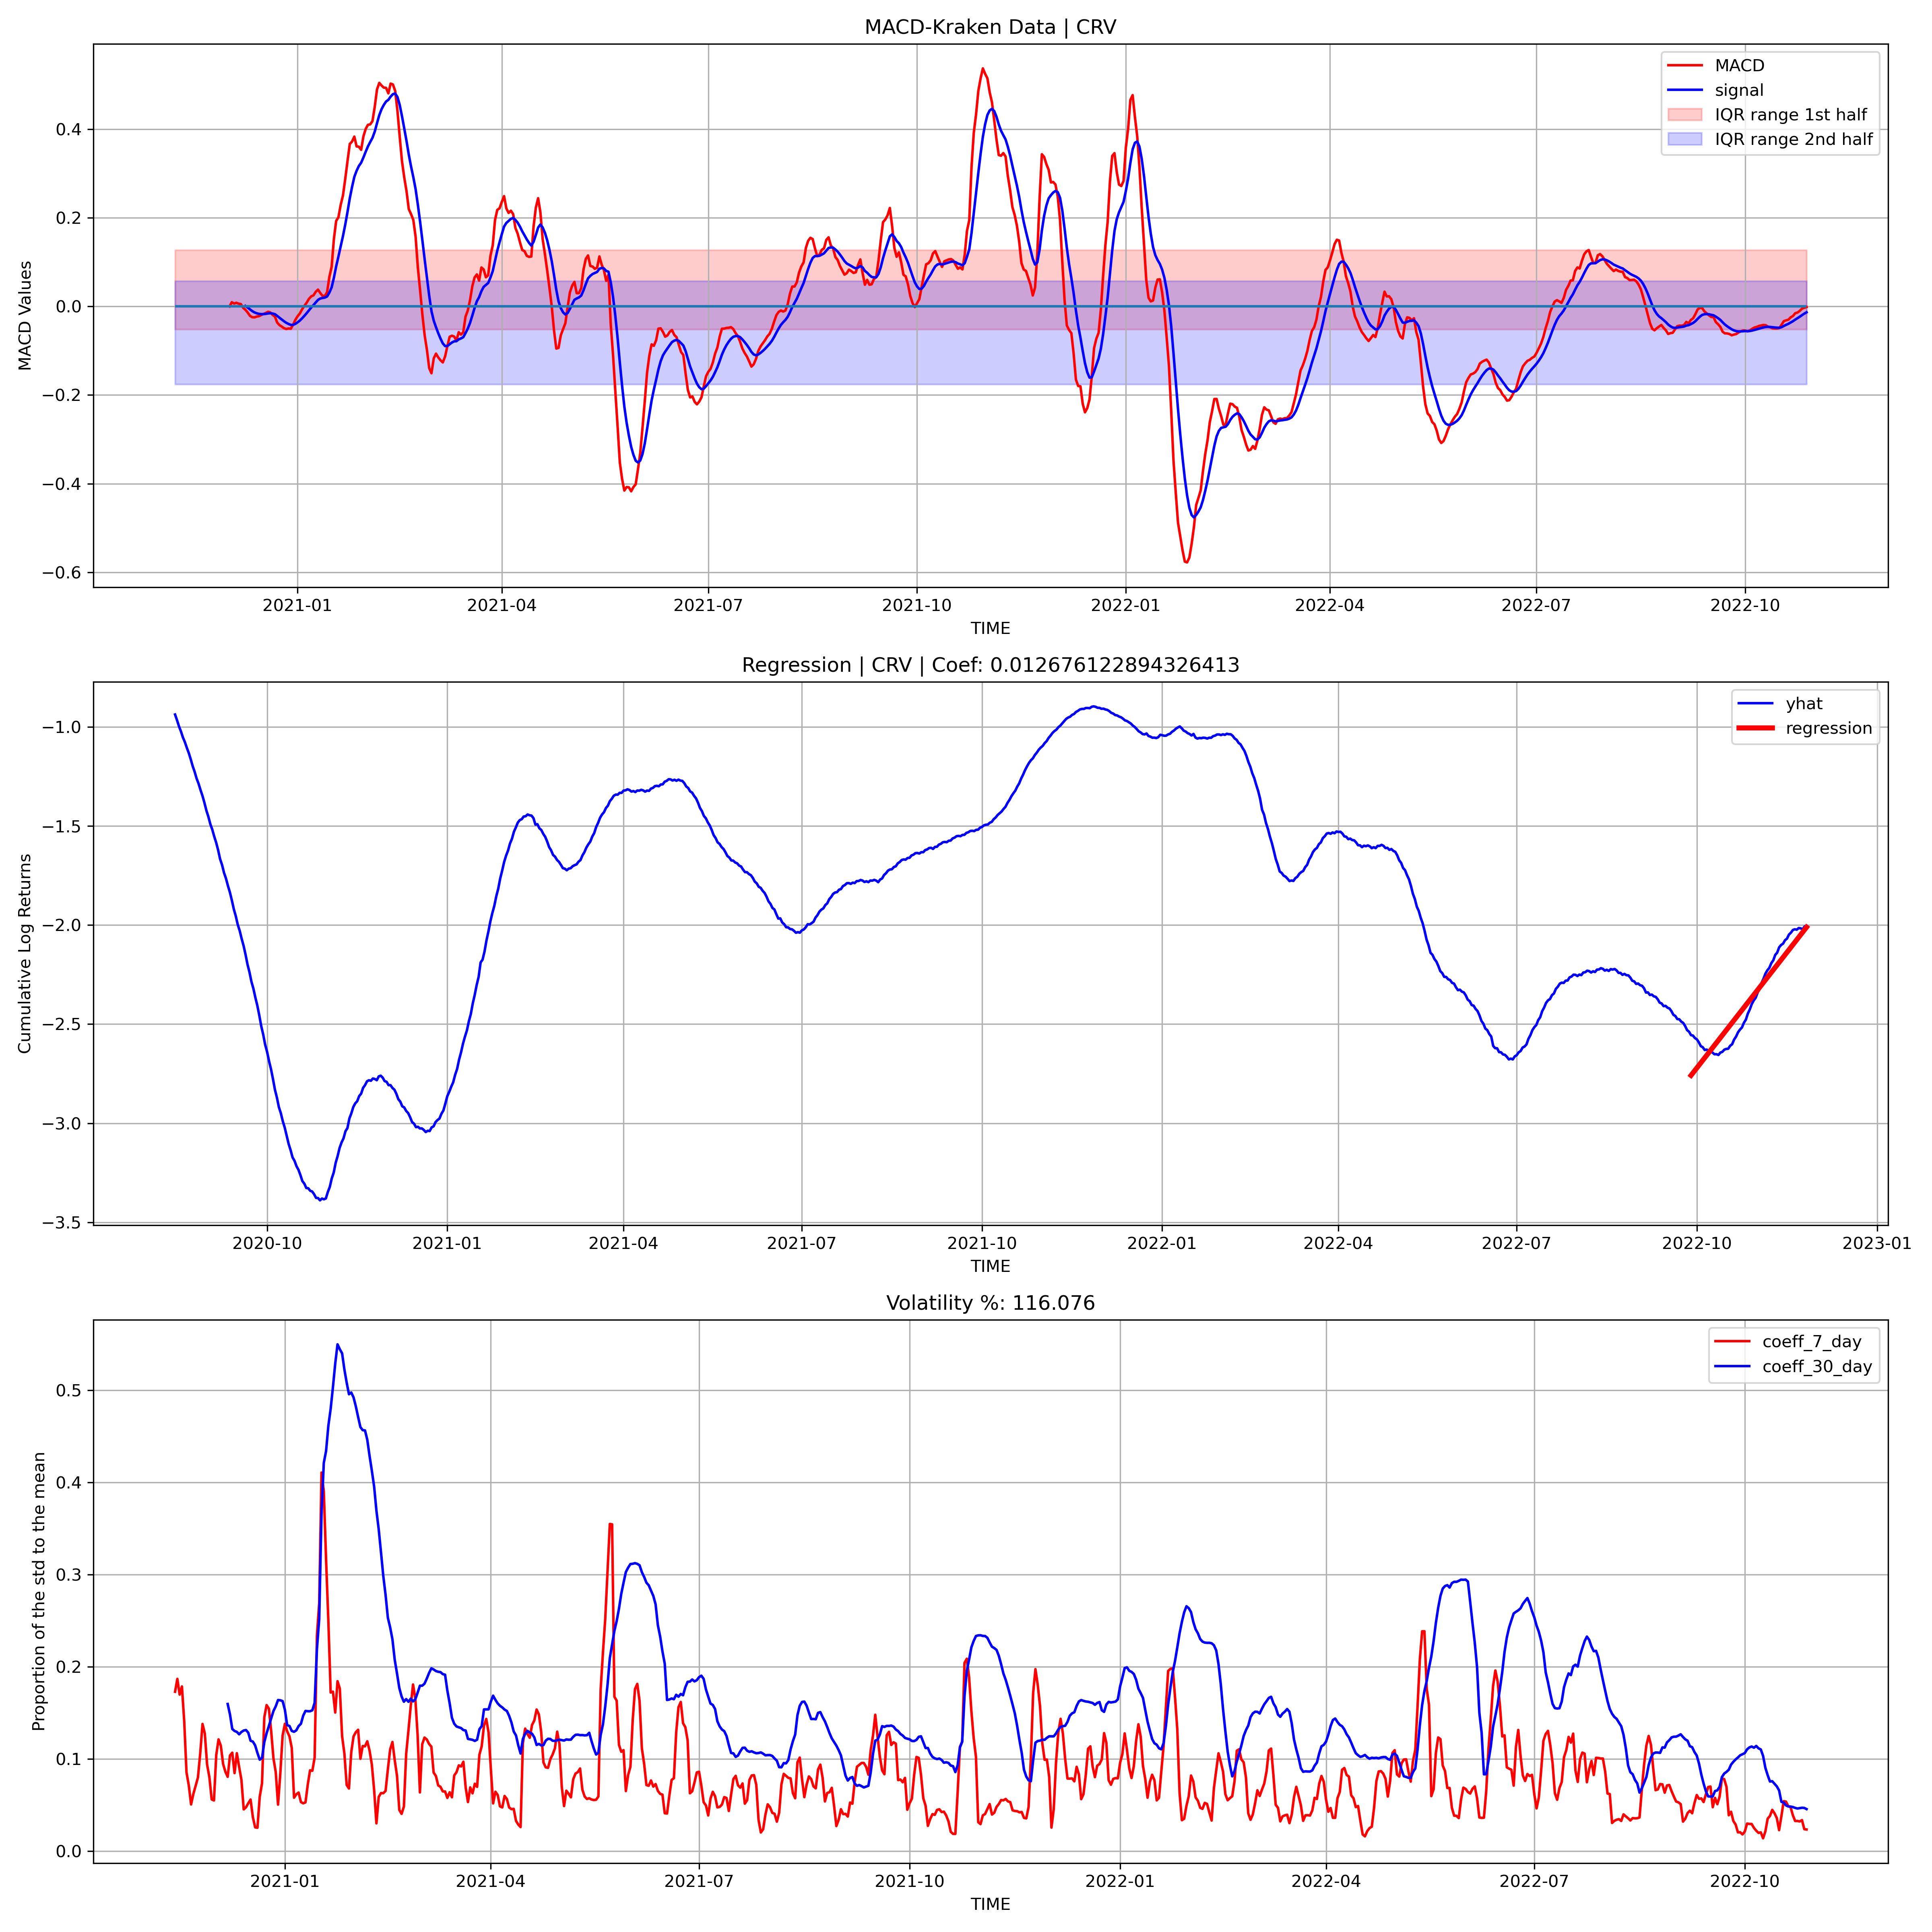 MACD-Kraken Data | CRV
MACD
signal
IQR range 1st half
IQR range 2nd half
MACD Values
0.4
0.2
0.0
−0.2
−0.4
−0.6
2021-01 2021-04 2021-07 2021-10 2022-01 2022-04 2022-07 2022-10
TIME
Regression | CRV | Coef: 0.012676122894326413
yhat
regression
Cumulative Log Returns
−1.0
−1.5
−2.0
−2.5
−3.0
−3.5
2020-10 2021-01 2021-04 2021-07 2021-10 2022-01 2022-04 2022-07 2022-10 2023-01
TIME
Volatility %: 116.076
coeff_7_day
coeff_30_day
Proportion of the std to the mean
0.5
0.4
0.3
0.2
0.1
0.0
2021-01 2021-04 2021-07 2021-10 2022-01 2022-04 2022-07 2022-10
TIME